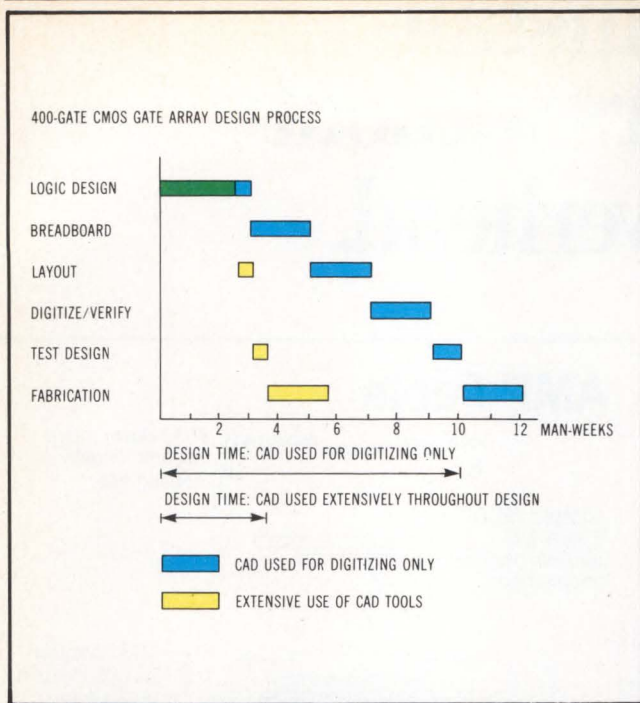 400-GATE CMOS GATE ARRAY DESIGN PROCESS
LOGIC DESIGN
BREADBOARD
LAYOUT
DIGITIZE/VERIFY
TEST DESIGN
FABRICATION
2 4 6 8 10 12 MAN-WEEKS
DESIGN TIME: CAD USED FOR DIGITIZING ONLY
DESIGN TIME: CAD USED EXTENSIVELY THROUGHOUT DESIGN
CAD USED FOR DIGITIZING ONLY
EXTENSIVE USE OF CAD TOOLS